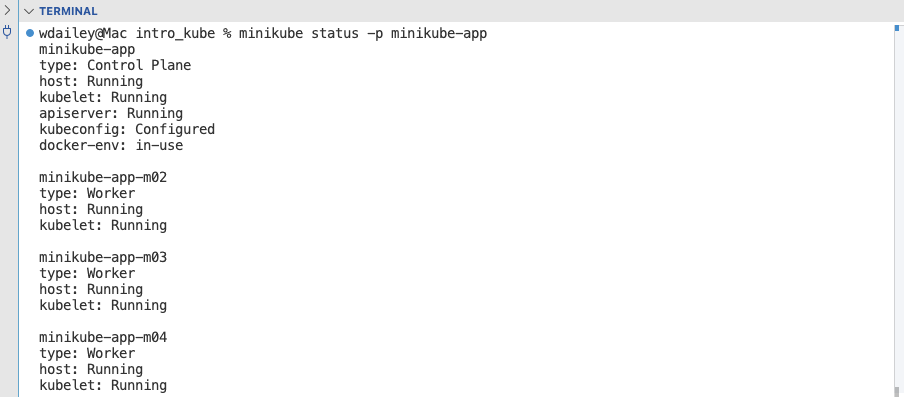 TERMINAL
wdailey@Mac intro_kube % minikube status -p minikube-app
minikube-app
type: Control Plane
host: Running
kubelet: Running
apiserver: Running
kubeconfig: Configured
docker-env: in-use

minikube-app-m02
type: Worker
host: Running
kubelet: Running

minikube-app-m03
type: Worker
host: Running
kubelet: Running

minikube-app-m04
type: Worker
host: Running
kubelet: Running